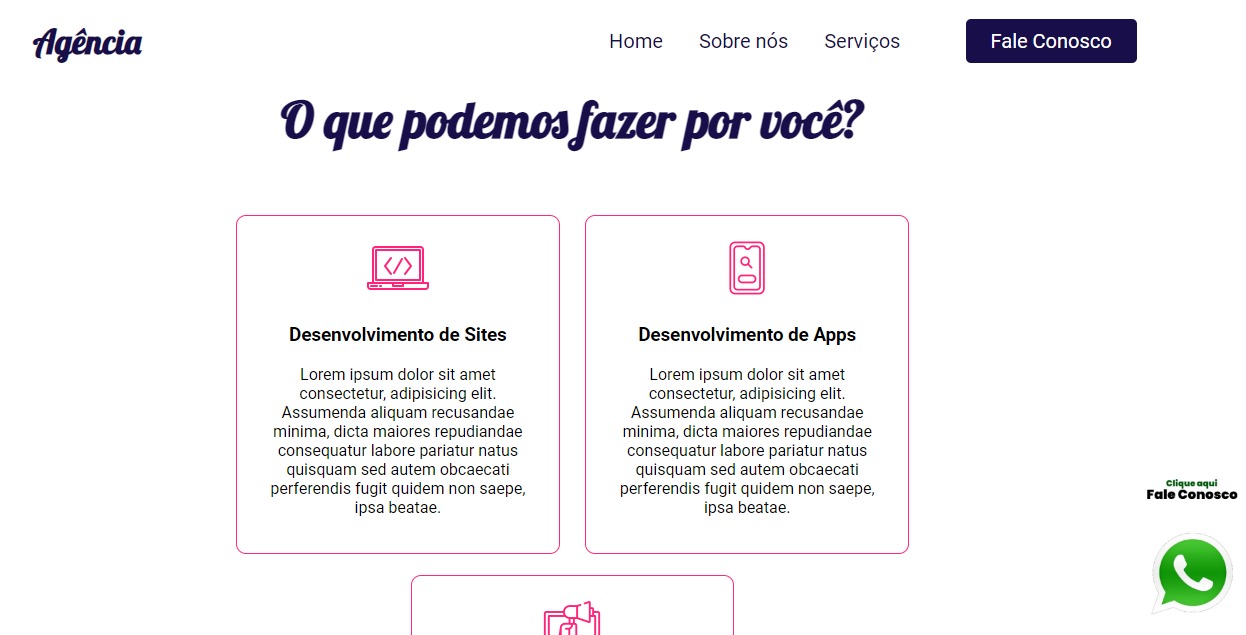 Agência
Home
Sobre nós
Serviços
Fale Conosco
O que podemos fazer por você?
Desenvolvimento de Sites
Lorem ipsum dolor sit amet
consectetur, adipisicing elit.
Assumenda aliquam recusandae
minima, dicta maiores repudiandae
consequatur labore pariatur natus
quisquam sed autem obcaecati
perferendis fugit quidem non saepe,
ipsa beatae.
Desenvolvimento de Apps
Lorem ipsum dolor sit amet
consectetur, adipisicing elit.
Assumenda aliquam recusandae
minima, dicta maiores repudiandae
consequatur labore pariatur natus
quisquam sed autem obcaecati
perferendis fugit quidem non saepe,
ipsa beatae.
Clique aqui
Fale Conosco